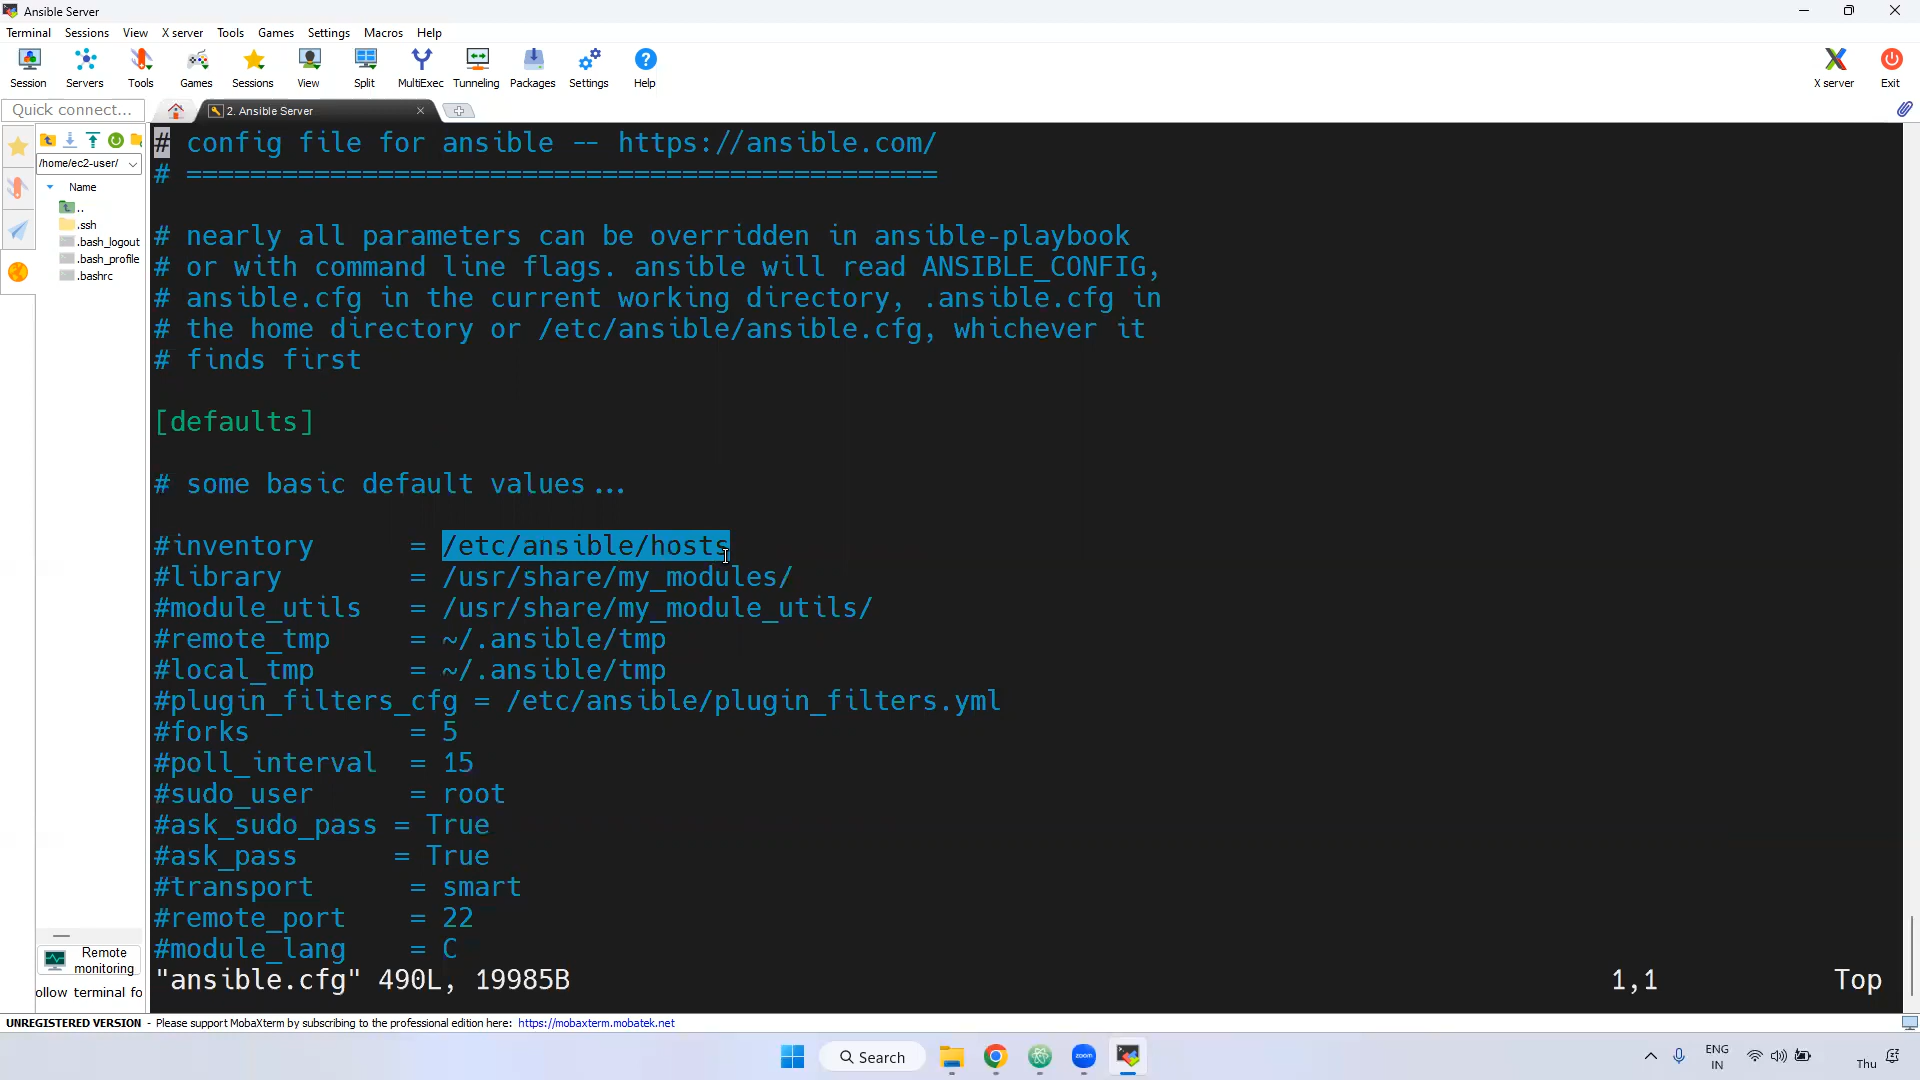 Ansible Server
Terminal Sessions View X server Tools Games Settings Macros Help
Session Servers Tools Games Sessions View Split MultiExec Tunneling Packages Settings Help X server Exit
Quick connect... 2. Ansible Server
/home/ec2-user/
Name
..
.ssh
.bash_logout
.bash_profile
.bashrc
# config file for ansible -- https://ansible.com/
# ===============================================
# nearly all parameters can be overridden in ansible-playbook
# or with command line flags. ansible will read ANSIBLE_CONFIG,
# ansible.cfg in the current working directory, .ansible.cfg in
# the home directory or /etc/ansible/ansible.cfg, whichever it
# finds first
[defaults]
# some basic default values...
#inventory      = /etc/ansible/hosts
#library        = /usr/share/my_modules/
#module_utils   = /usr/share/my_module_utils/
#remote_tmp     = ~/.ansible/tmp
#local_tmp      = ~/.ansible/tmp
#plugin_filters_cfg = /etc/ansible/plugin_filters.yml
#forks          = 5
#poll_interval  = 15
#sudo_user      = root
#ask_sudo_pass = True
#ask_pass      = True
#transport      = smart
#remote_port    = 22
#module_lang    = C
"ansible.cfg" 490L, 19985B 1,1 Top
Remote
monitoring
ollow terminal fo
UNREGISTERED VERSION - Please support MobaXterm by subscribing to the professional edition here: https://mobaxterm.mobatek.net
Search
zoom
ENG
IN
Thu